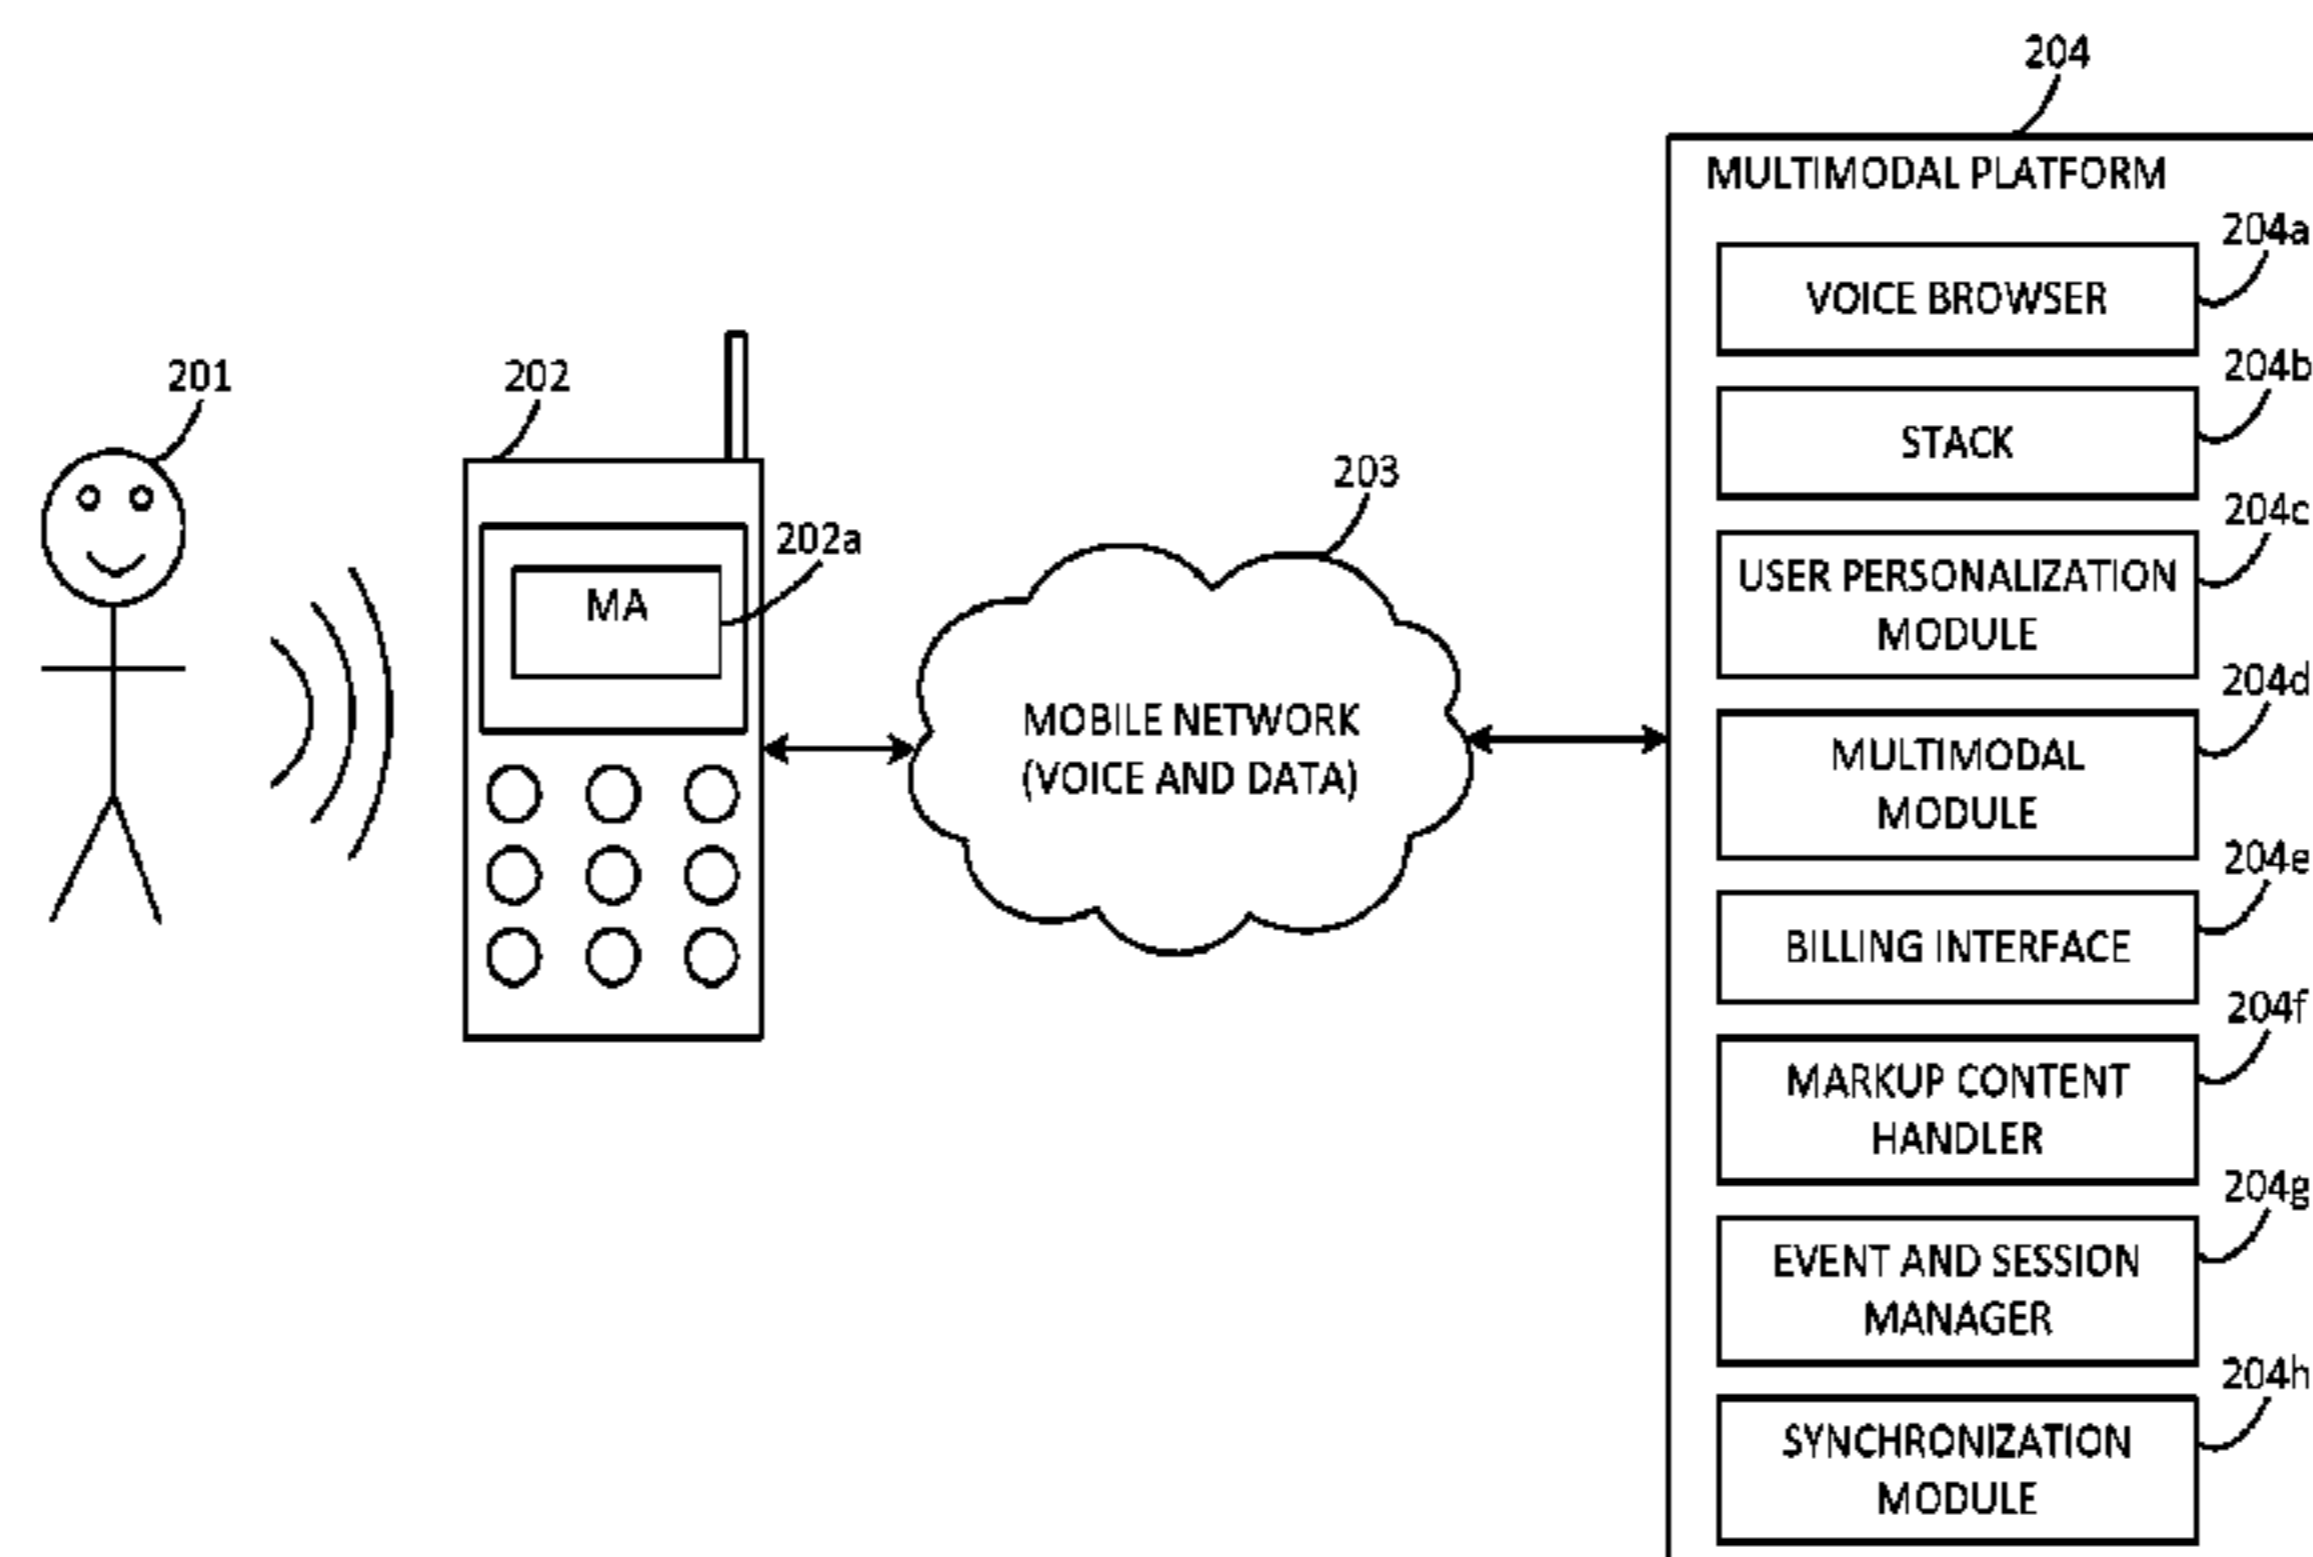 204
MULTIMODAL PLATFORM
204a
VOICE BROWSER
204b
STACK
204c
USER PERSONALIZATION
MODULE
204d
MULTIMODAL
MODULE
204e
BILLING INTERFACE
204f
MARKUP CONTENT
HANDLER
204g
EVENT AND SESSION
MANAGER
204h
SYNCHRONIZATION
MODULE
201
202
202a
MA
203
MOBILE NETWORK
(VOICE AND DATA)